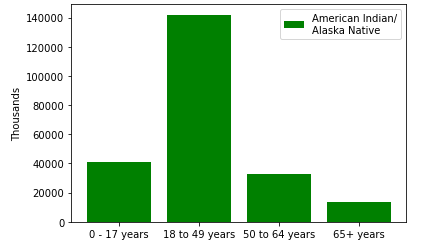 American Indian/
Alaska Native
Thousands
140000
120000
100000
80000
60000
40000
20000
0
0 - 17 years
18 to 49 years
50 to 64 years
65+ years